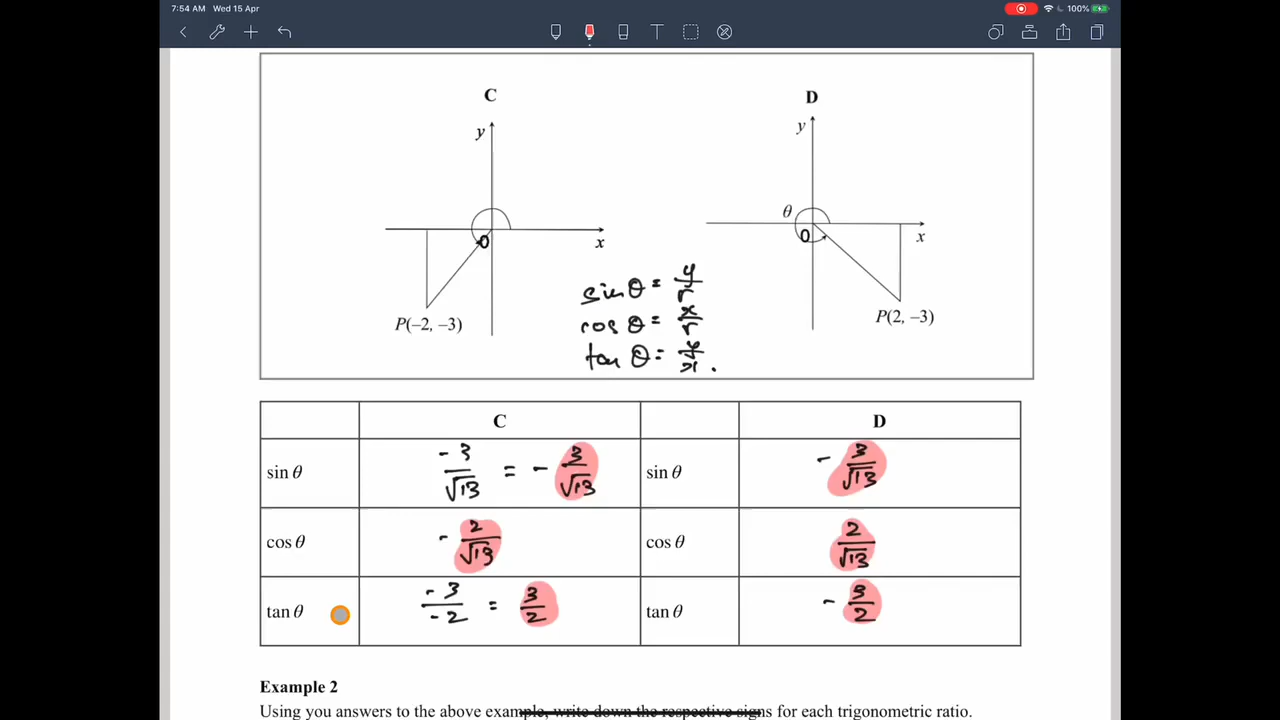 7:54 AM Wed 15 Apr
100%
T
C
D
y
y
θ
O
O
x
x
sin θ = y/r
cos θ = x/r
tan θ = y/x .
P(–2, –3)
P(2, –3)
C
D
sin θ
-3/√13 = - 3/√13
sin θ
- 3/√13
cos θ
- 2/√13
cos θ
2/√13
tan θ
-3/-2 = 3/2
tan θ
- 3/2
Example 2
Using you answers to the above example, write down the respective signs for each trigonometric ratio.